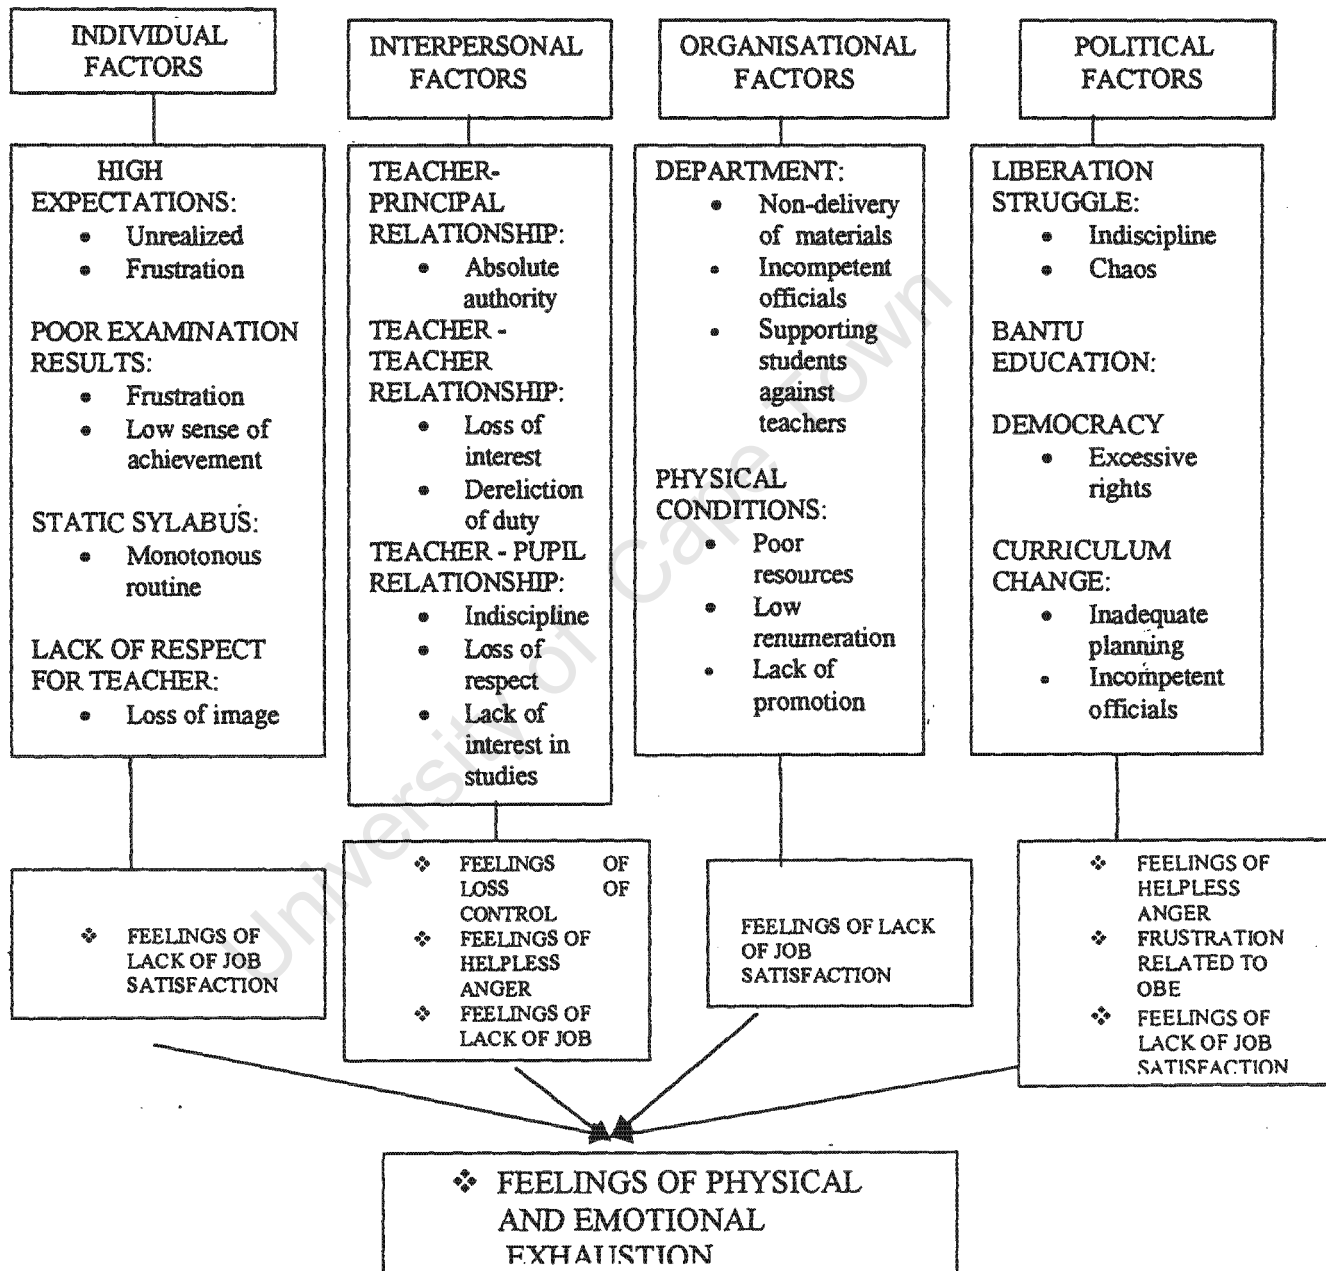 INDIVIDUAL
FACTORS
INTERPERSONAL
FACTORS
ORGANISATIONAL
FACTORS
POLITICAL
FACTORS
HIGH
EXPECTATIONS:
• Unrealized
• Frustration
POOR EXAMINATION
RESULTS:
• Frustration
• Low sense of
achievement
STATIC SYLABUS:
• Monotonous
routine
LACK OF RESPECT
FOR TEACHER:
• Loss of image
TEACHER-
PRINCIPAL
RELATIONSHIP:
• Absolute
authority
TEACHER -
TEACHER
RELATIONSHIP:
• Loss of
interest
• Dereliction
of duty
TEACHER - PUPIL
RELATIONSHIP:
• Indiscipline
• Loss of
respect
• Lack of
interest in
studies
DEPARTMENT:
• Non-delivery
of materials
• Incompetent
officials
• Supporting
students
against
teachers
PHYSICAL
CONDITIONS:
• Poor
resources
• Low
renumeration
• Lack of
promotion
LIBERATION
STRUGGLE:
• Indiscipline
• Chaos
BANTU
EDUCATION:
DEMOCRACY
• Excessive
rights
CURRICULUM
CHANGE:
• Inadequate
planning
• Incompetent
officials
❖ FEELINGS OF
LACK OF JOB
SATISFACTION
❖ FEELINGS OF
LOSS OF
CONTROL
❖ FEELINGS OF
HELPLESS
ANGER
❖ FEELINGS OF
LACK OF JOB
FEELINGS OF LACK
OF JOB
SATISFACTION
❖ FEELINGS OF
HELPLESS
ANGER
❖ FRUSTRATION
RELATED TO
OBE
❖ FEELINGS OF
LACK OF JOB
SATISFACTION
❖ FEELINGS OF PHYSICAL
AND EMOTIONAL
EXHAUSTION
University of Cape Town